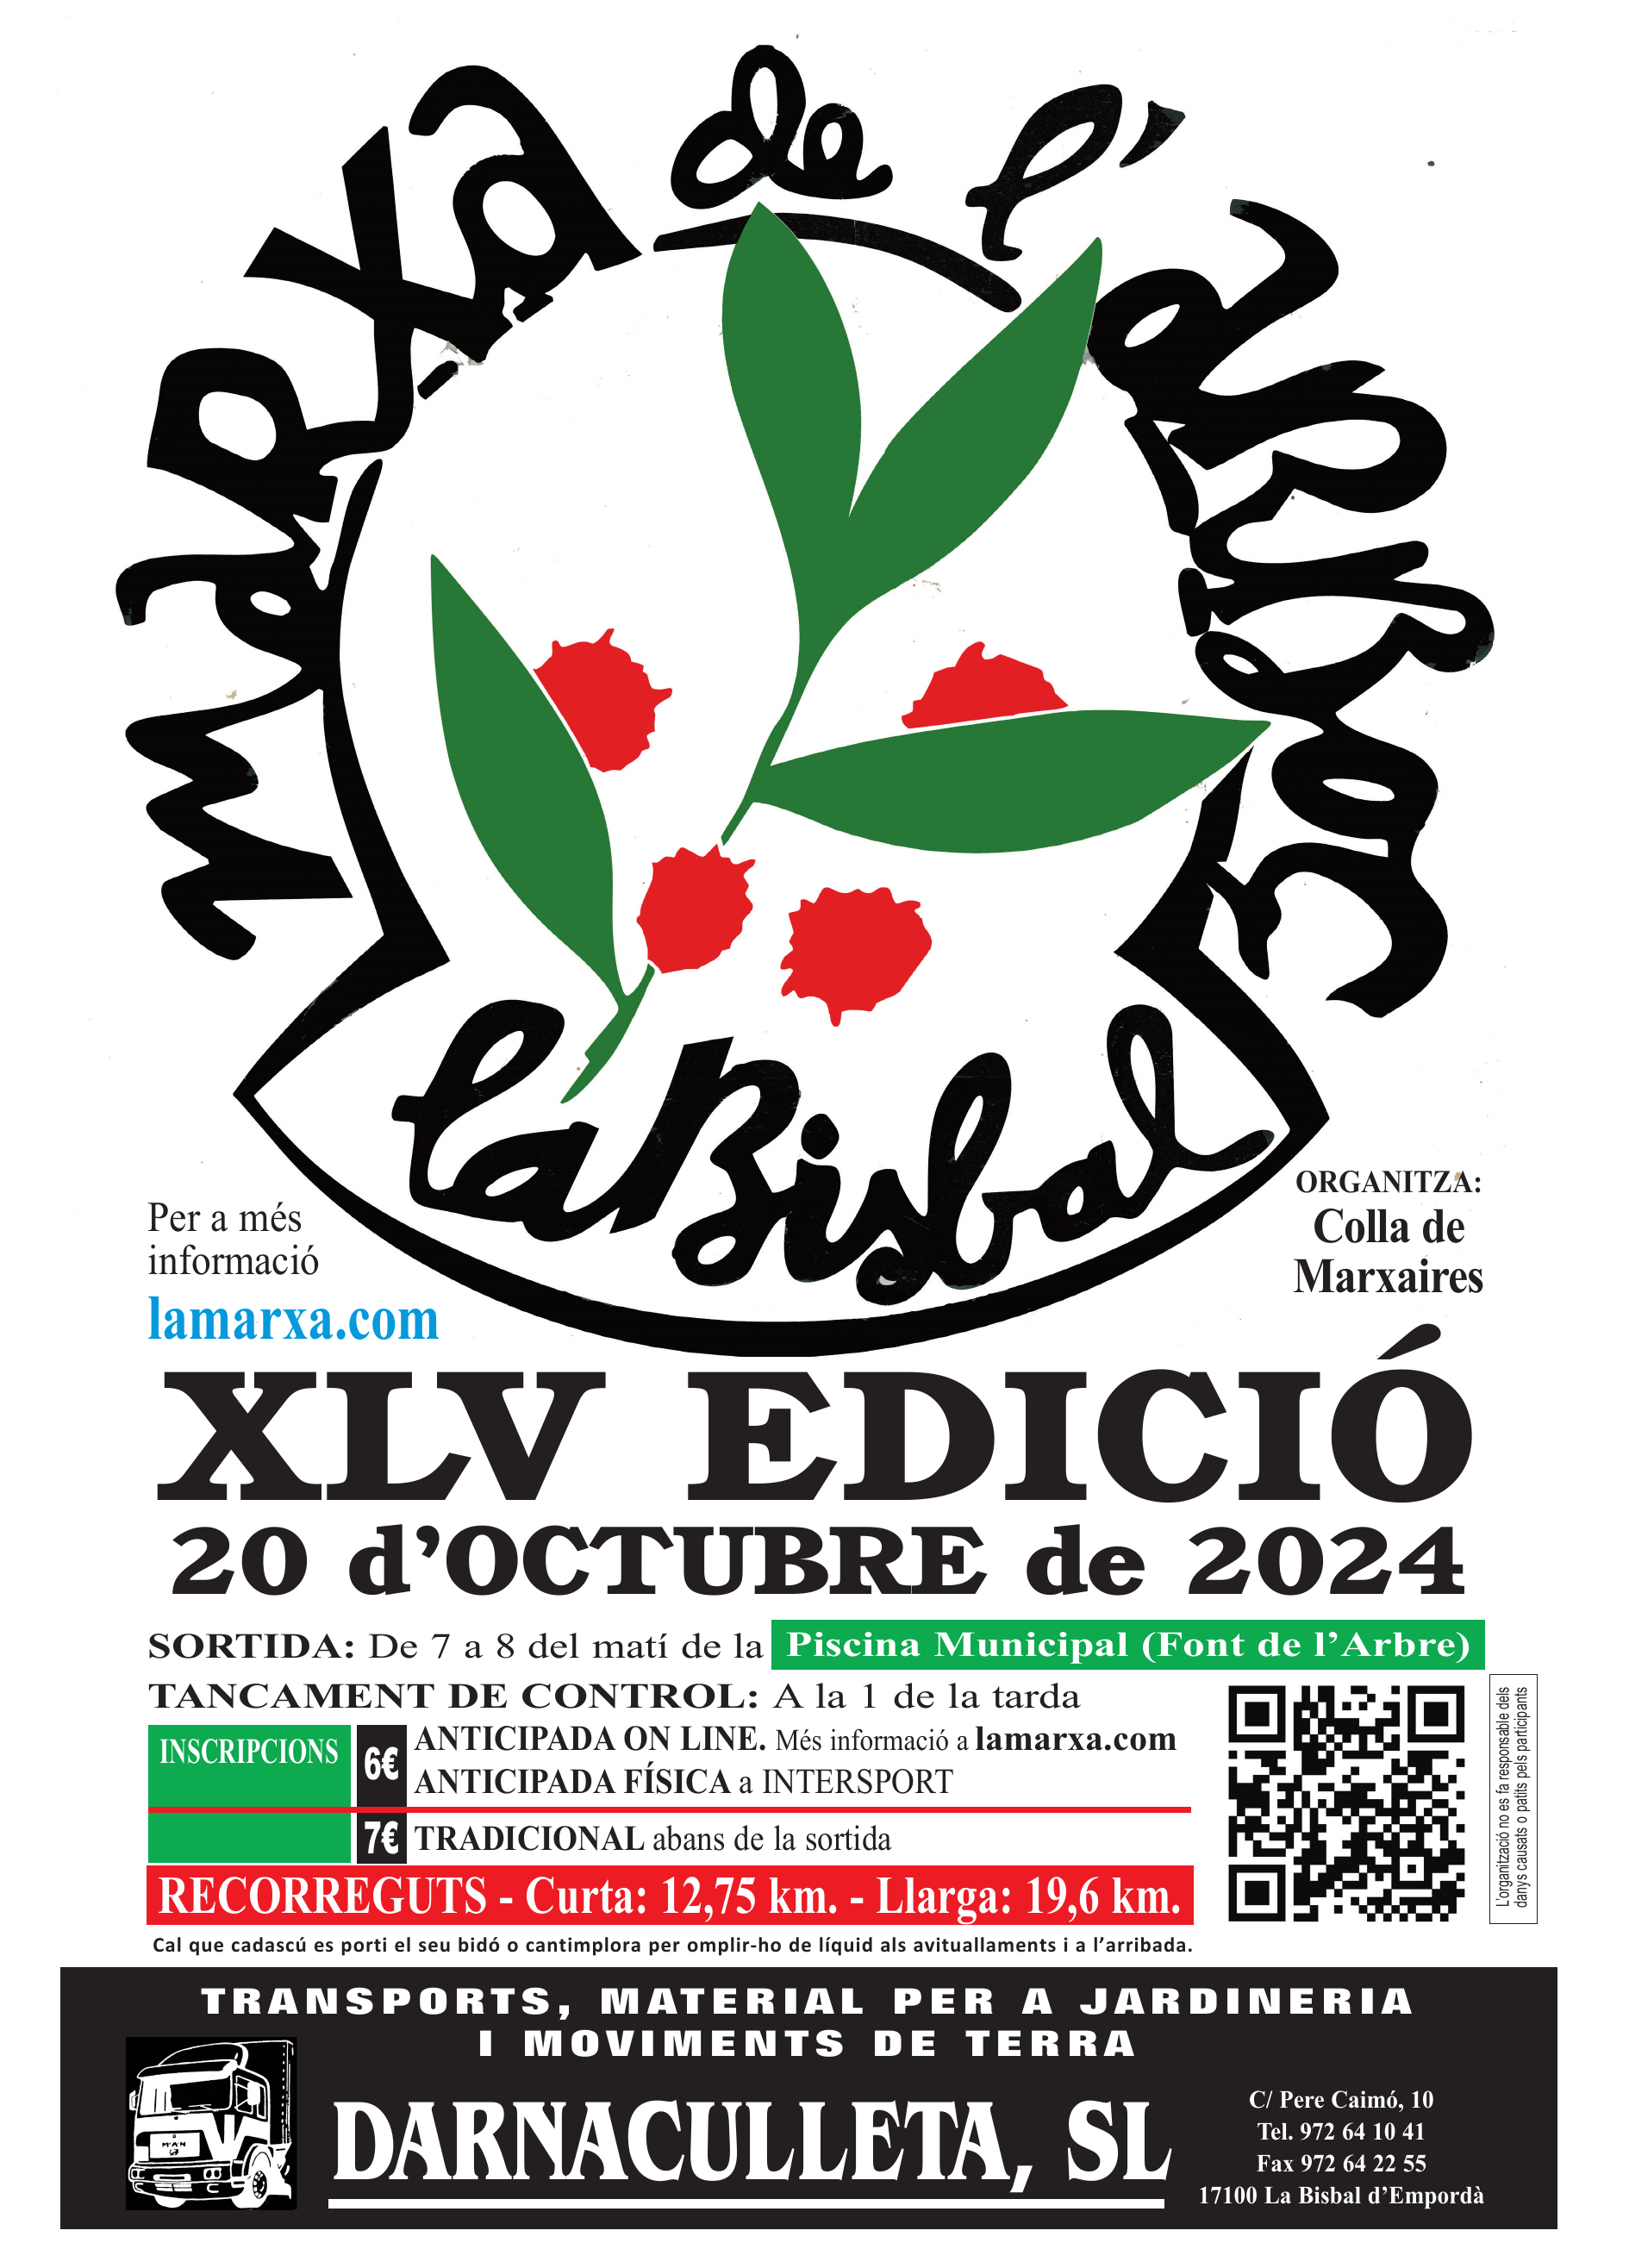 maRxa de l'aRBoç
la Bisbal
Per a més
informació
lamarxa.com
ORGANITZA:
Colla de
Marxaires
XLV EDICIÓ
20 d'OCTUBRE de 2024
SORTIDA: De 7 a 8 del matí de la Piscina Municipal (Font de l'Arbre)
TANCAMENT DE CONTROL: A la 1 de la tarda
INSCRIPCIONS
6€
ANTICIPADA ON LINE. Més informació a lamarxa.com
ANTICIPADA FÍSICA a INTERSPORT
7€ TRADICIONAL abans de la sortida
RECORREGUTS - Curta: 12,75 km. - Llarga: 19,6 km.
Cal que cadascú es porti el seu bidó o cantimplora per omplir-ho de líquid als avituallaments i a l'arribada.
L'organització no es fa responsable dels
danys causats o patits pels participants
TRANSPORTS, MATERIAL PER A JARDINERIA
I MOVIMENTS DE TERRA
MAN
DARNACULLETA, SL
C/ Pere Caimó, 10
Tel. 972 64 10 41
Fax 972 64 22 55
17100 La Bisbal d'Empordà